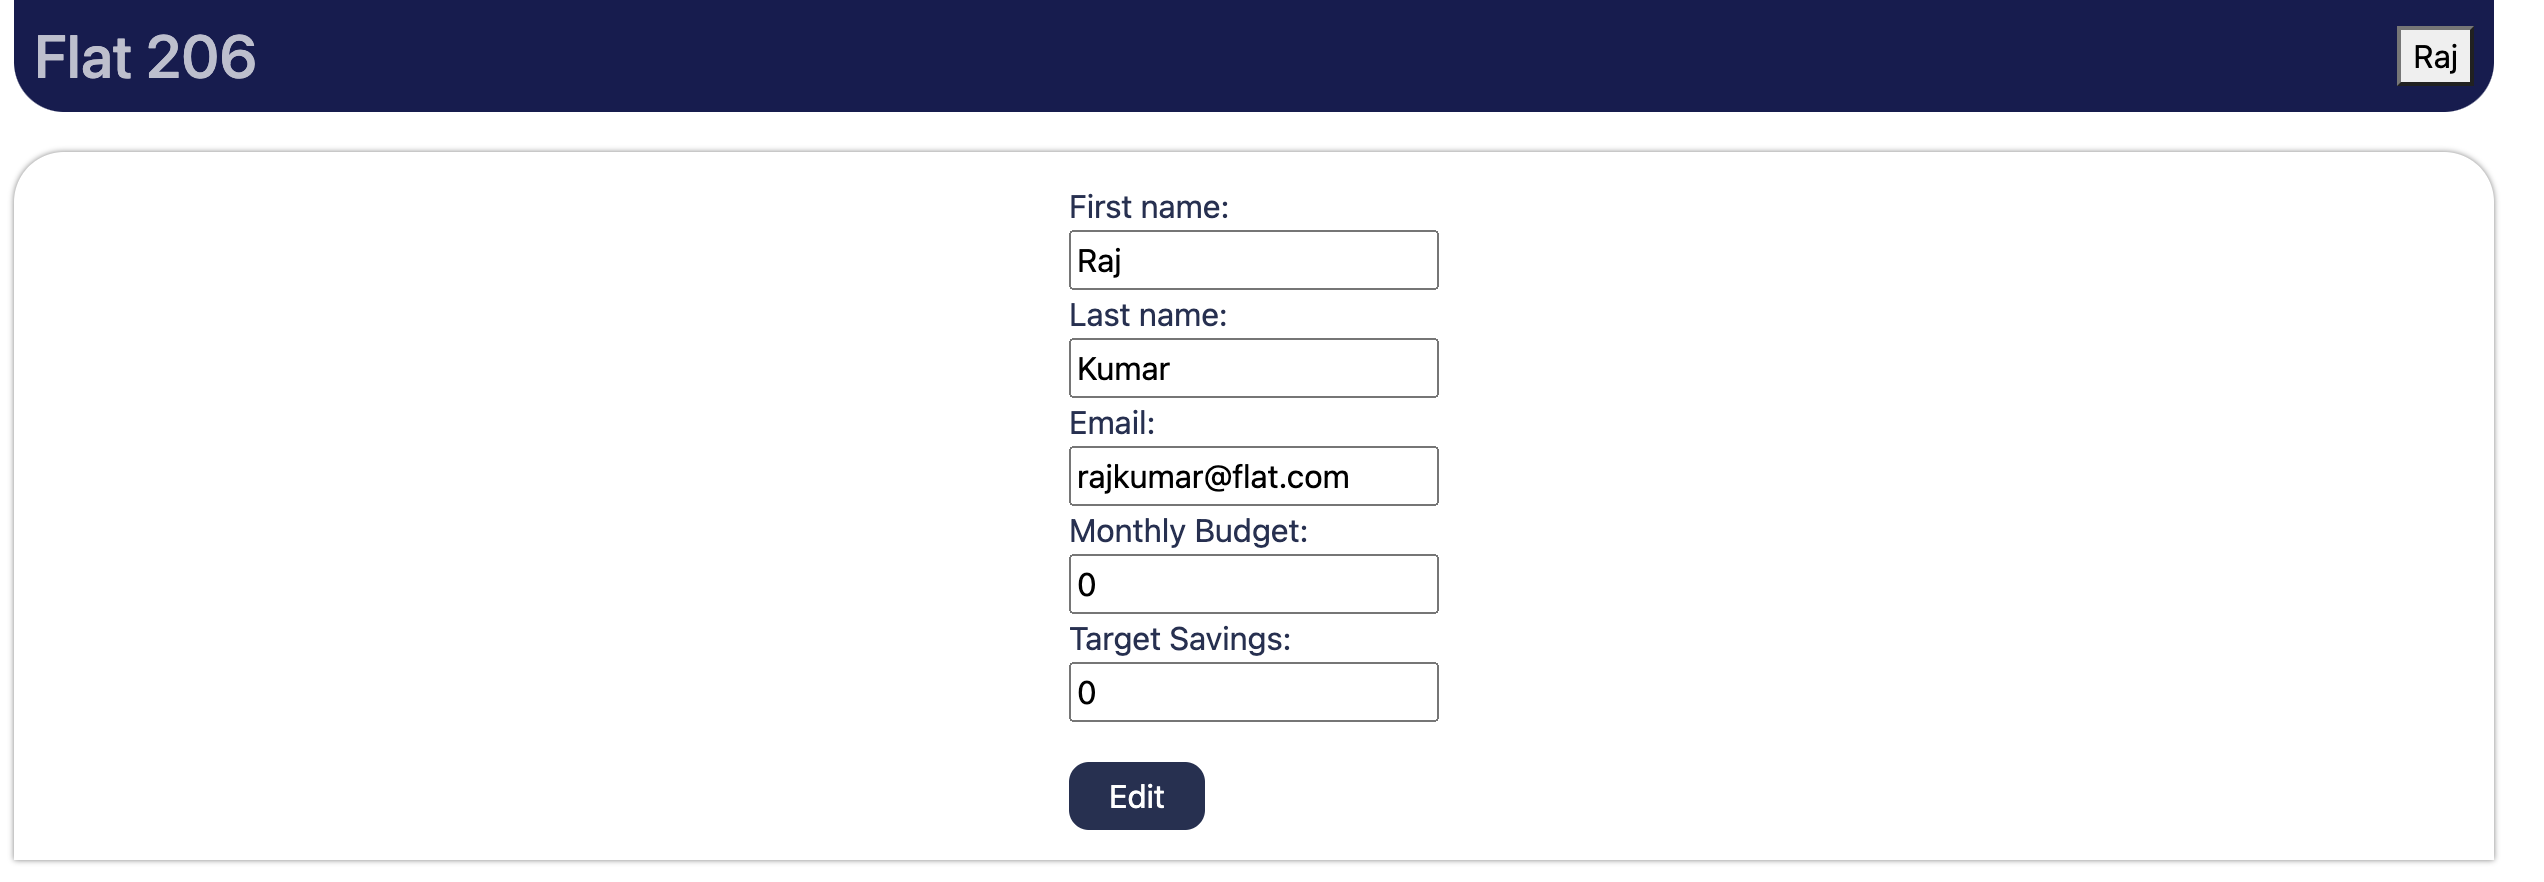 Flat 206
Raj
First name:
Raj
Last name:
Kumar
Email:
rajkumar@flat.com
Monthly Budget:
0
Target Savings:
0
Edit